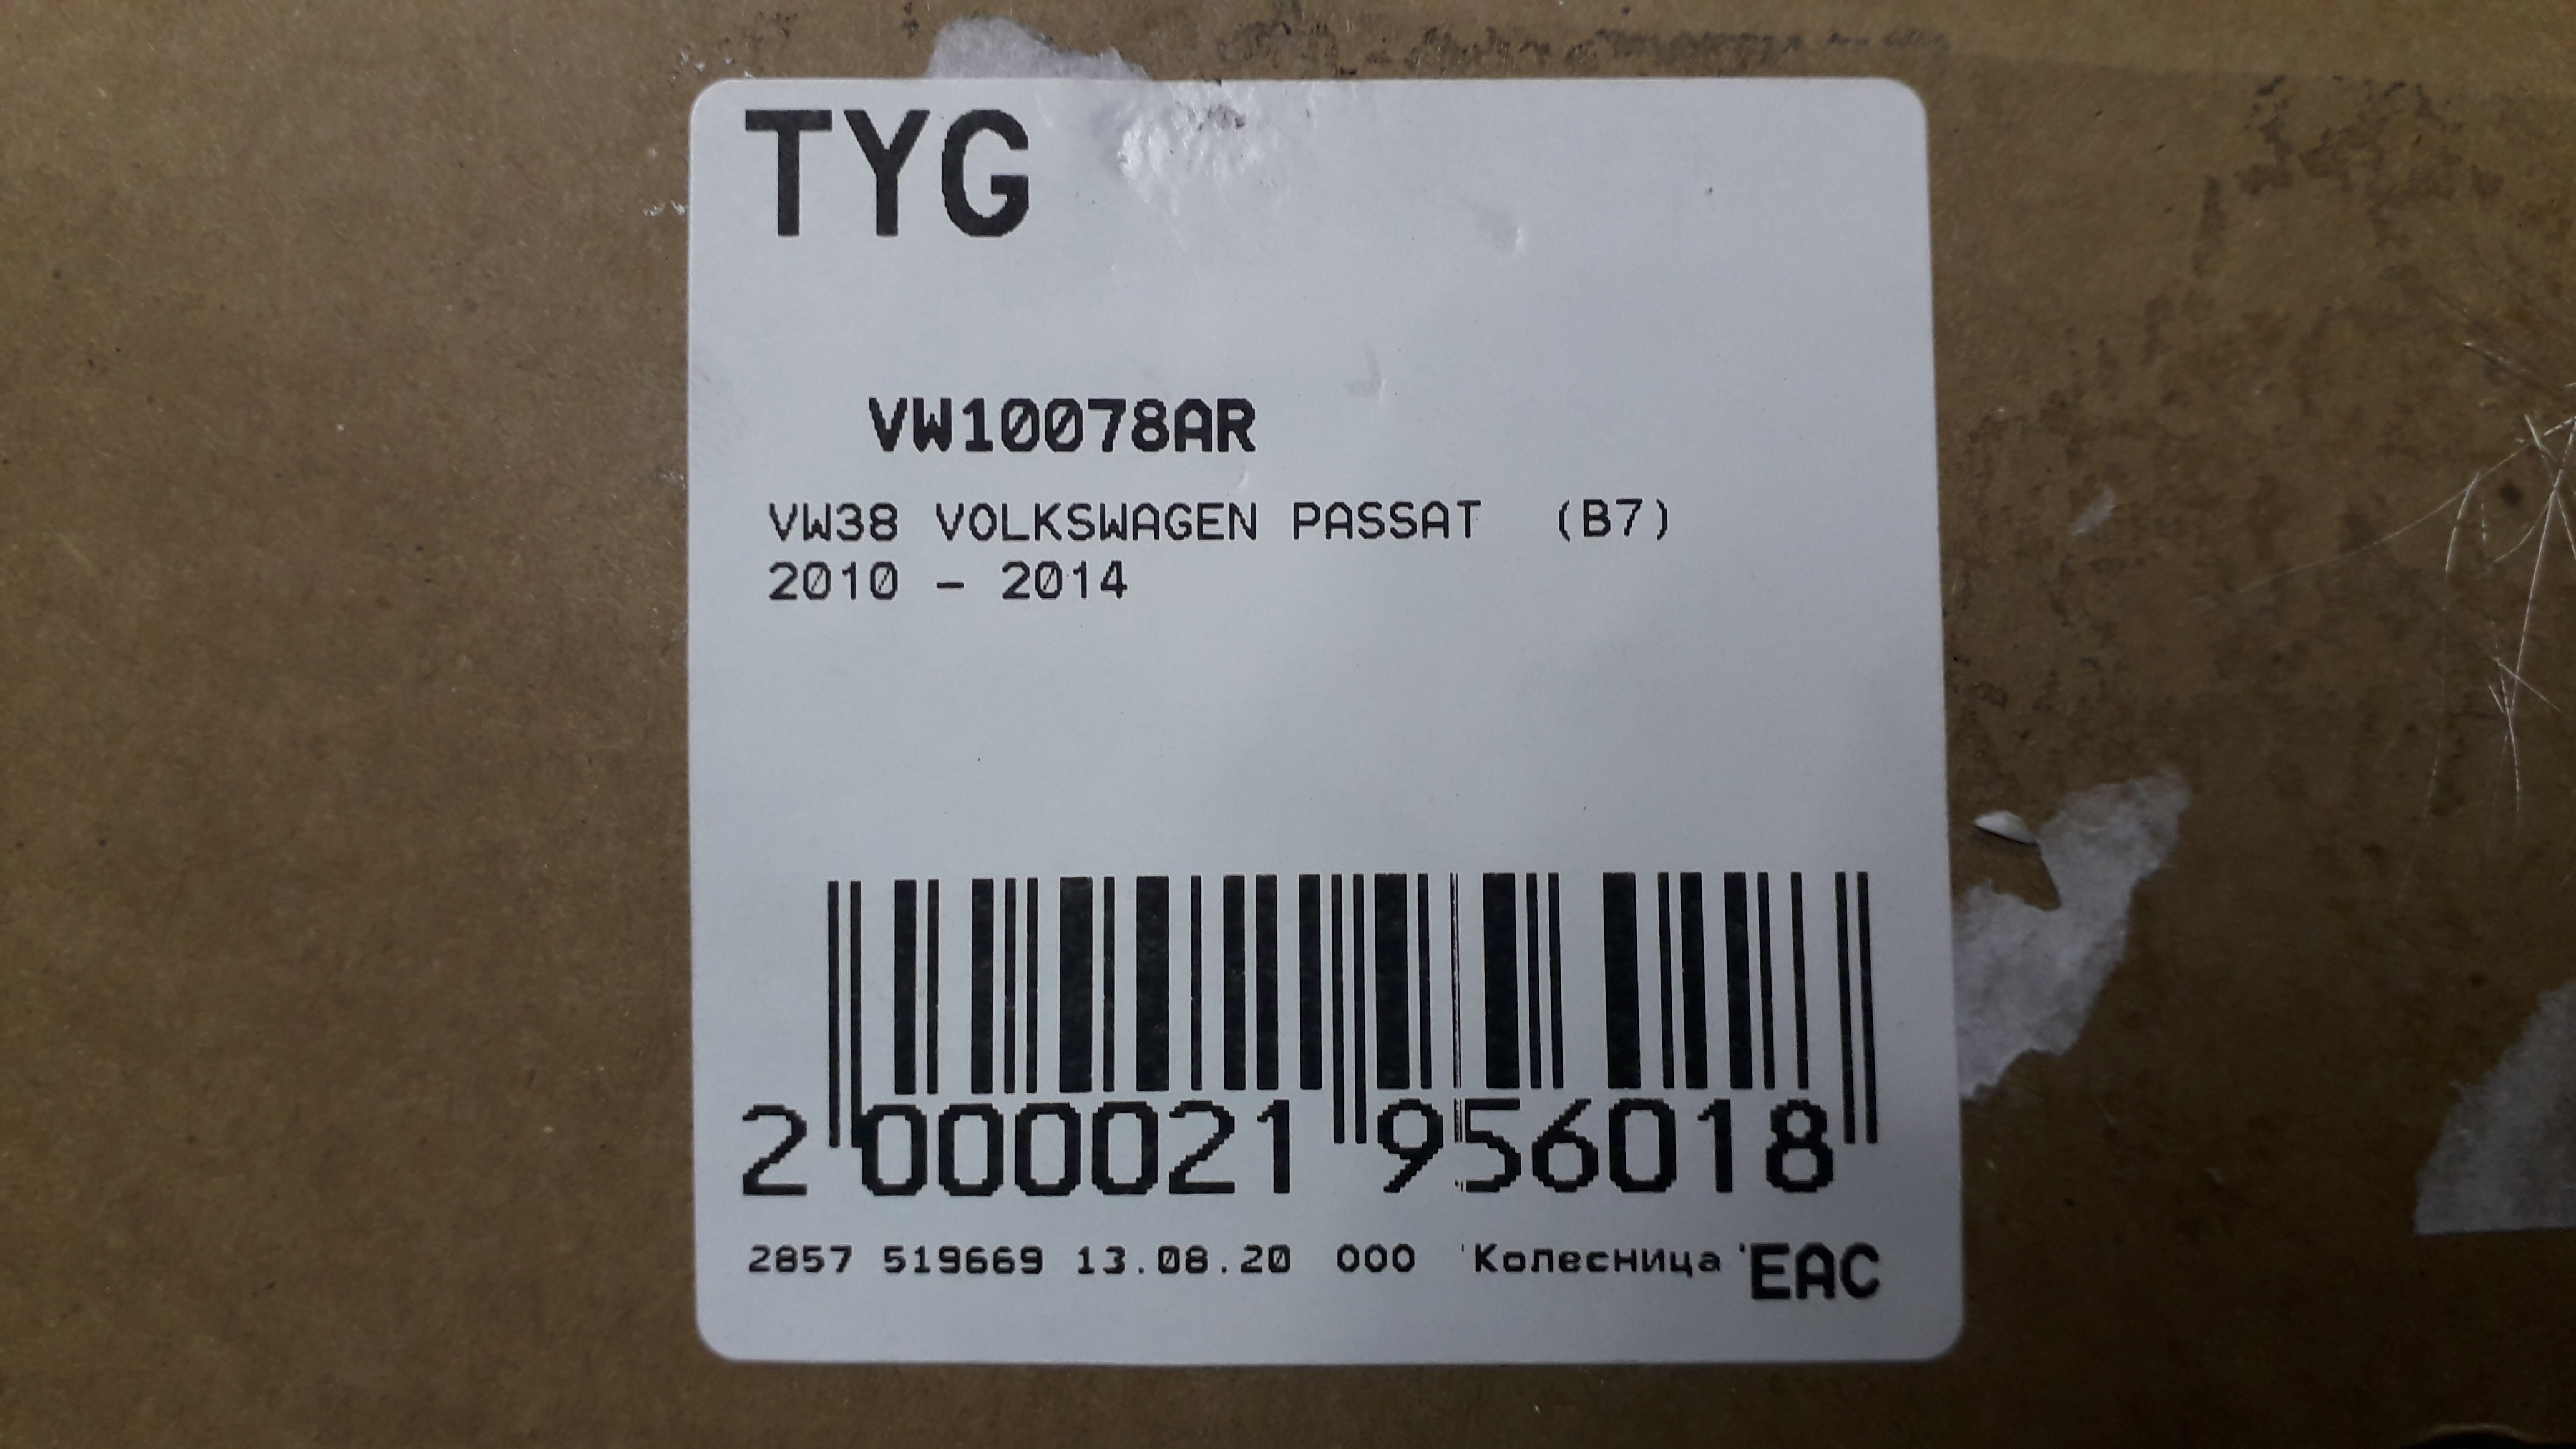 TYG
VW10078AR
VW38 VOLKSWAGEN PASSAT (B7)
2010 - 2014
2 000021 956018
2857 519669 13.08.20 ООО 'Колесница' EAC